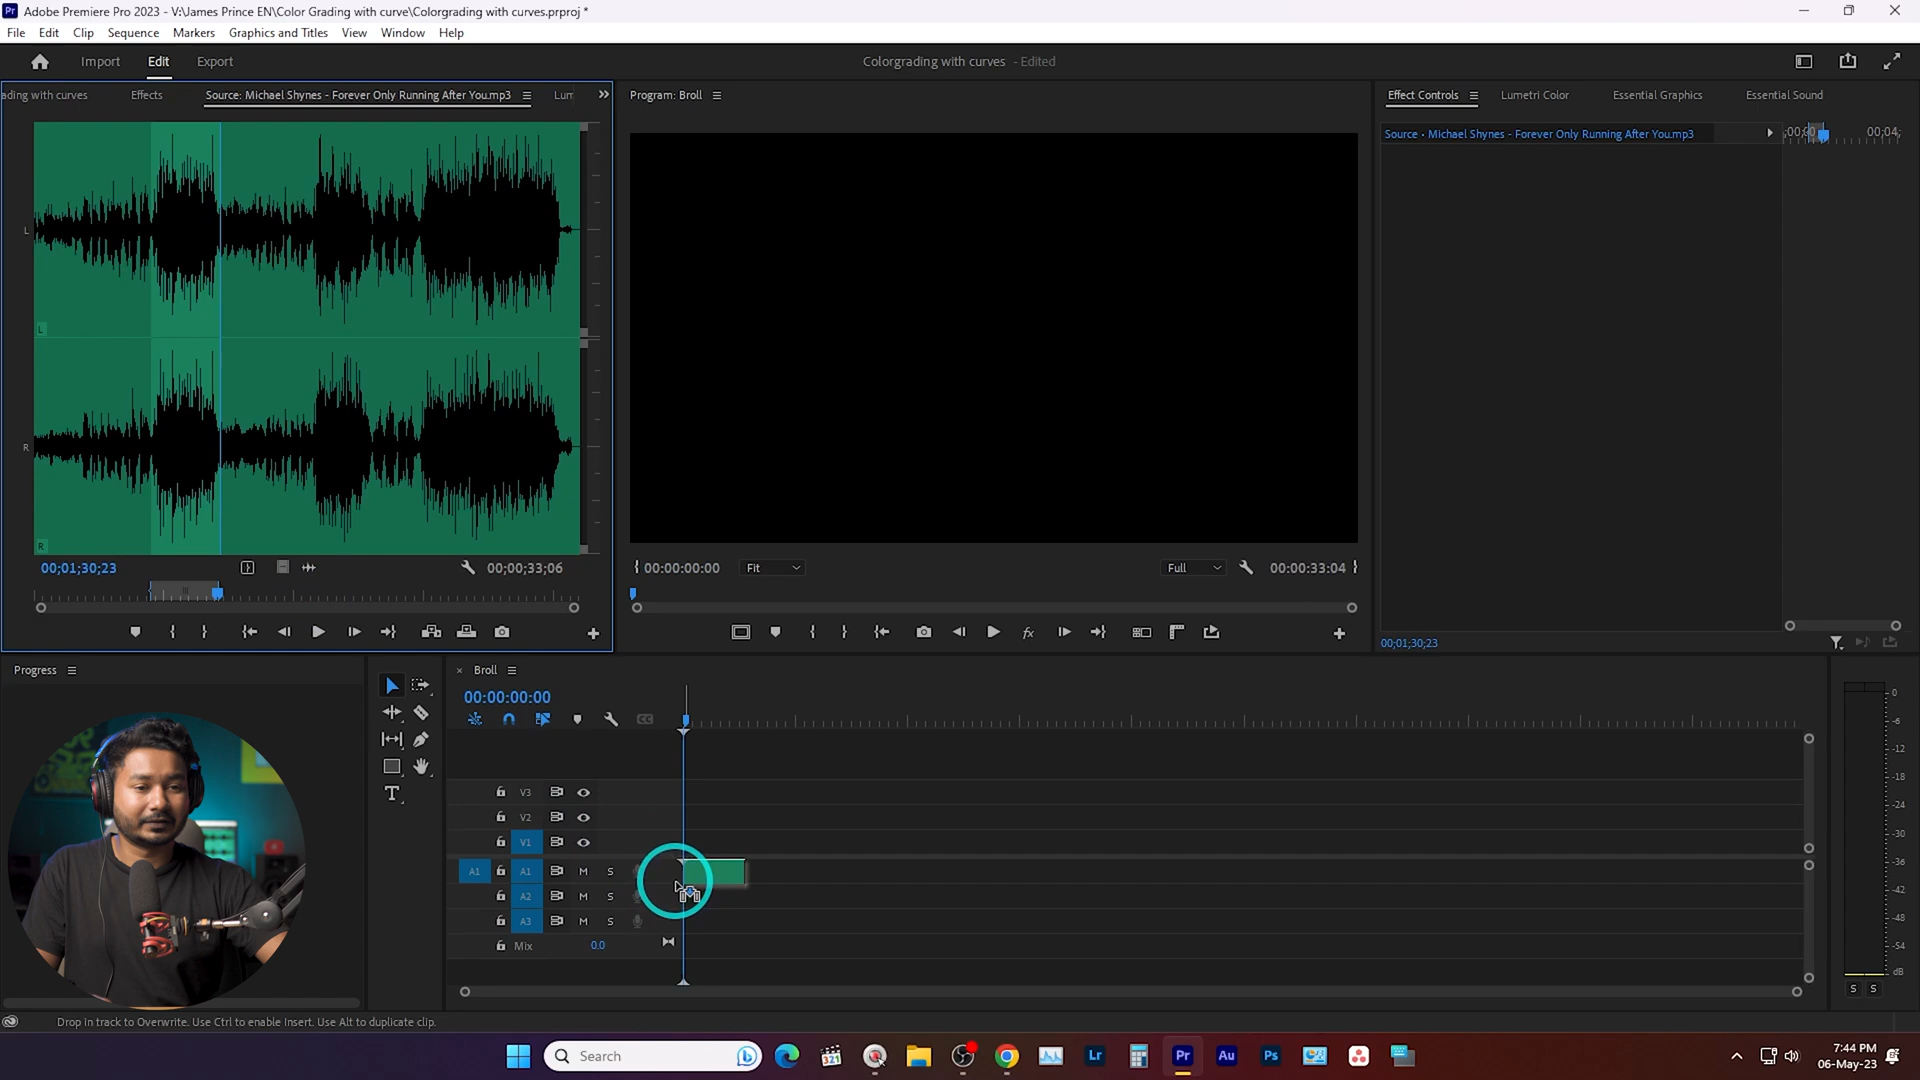 Pr Adobe Premiere Pro 2023 - V:\James Prince EN\Color Grading with curve\Colorgrading with curves.prproj *
File Edit Clip Sequence Markers Graphics and Titles View Window Help
Import Edit Export
Colorgrading with curves - Edited
ading with curves Effects Source: Michael Shynes - Forever Only Running After You.mp3 Lum
Program: Broll
Effect Controls Lumetri Color Essential Graphics Essential Sound
Source • Michael Shynes - Forever Only Running After You.mp3
00;04;
L
L
R
R
00;01;30;23
00;00;33;06
00:00:00:00 Fit
Full 00:00:33:04
00;01;30;23
Progress
Broll
00:00:00:00
V3
V2
V1
A1 A1 M S
A2 M S
A3 M S
Mix 0.0
0
-6
-12
-18
-24
-30
-36
-42
-48
-54
dB
S S
Drop in track to Overwrite. Use Ctrl to enable Insert. Use Alt to duplicate clip.
Search
321
Lr Pr Au Ps
7:44 PM
06-May-23